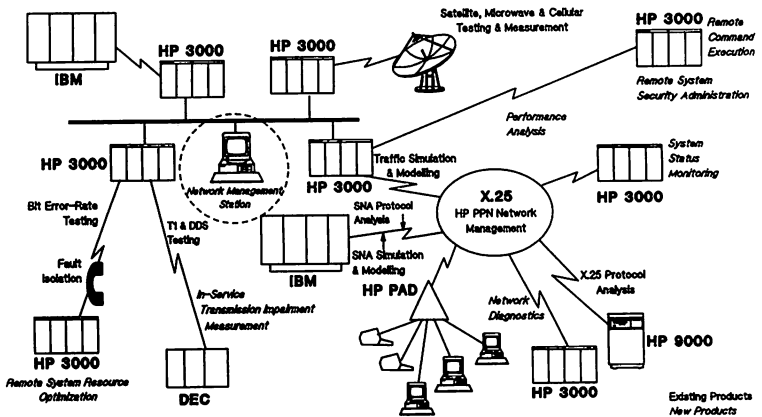 Satellite, Microwave & Cellular
Testing & Measurement
HP 3000
Remote
Command
Execution
HP 3000
HP 3000
IBM
Remote System
Security Administration
Performance
Analysis
HP 3000
Network Management
Station
HP 3000
Traffic Simulation
& Modelling
System
Status
Monitoring
HP 3000
X.25
HP PPN Network
Management
Bit Error-Rate
Testing
T1 & DDS
Testing
SNA Protocol
Analysis
SNA Simulation
& Modelling
IBM
Fault
Isolation
HP PAD
X.25 Protocol
Analysis
In-Service
Transmission Impairment
Measurement
Network
Diagnostics
HP 9000
HP 3000
Remote System Resource
Optimization
DEC
HP 3000
Existing Products
New Products